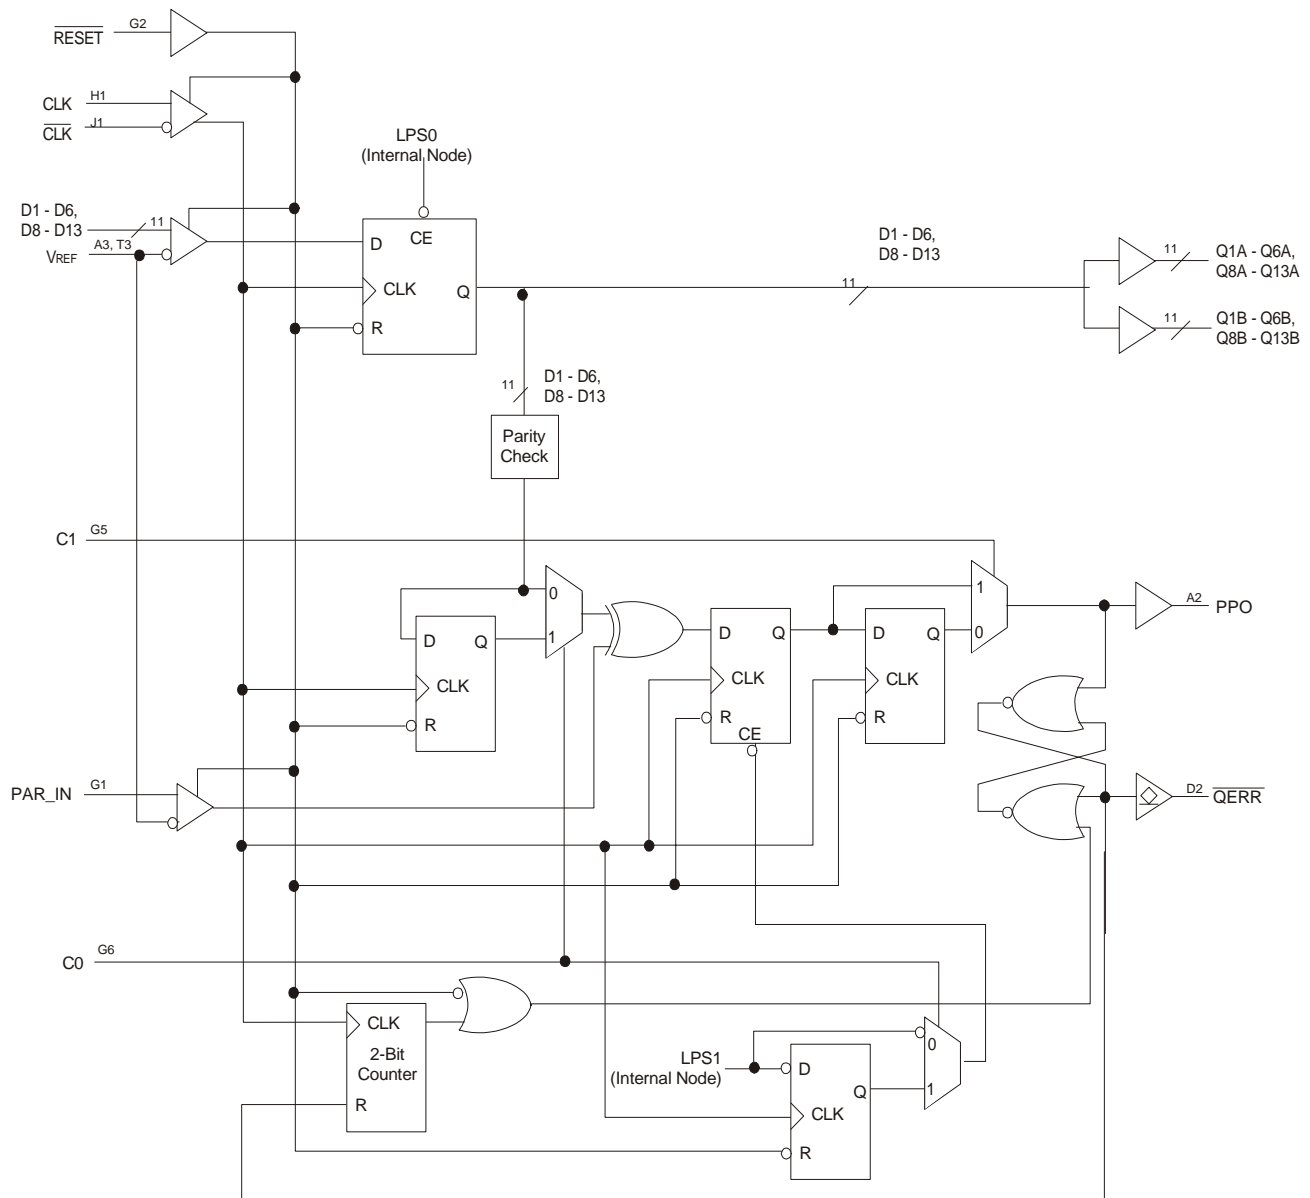 RESET
G2
CLK
H1
CLK
J1
LPS0
(Internal Node)
D1 - D6,
D8 - D13
11
VREF
A3, T3
D
CE
CLK
Q
R
D1 - D6,
D8 - D13
11
11
Q1A - Q6A,
Q8A - Q13A
11
Q1B - Q6B,
Q8B - Q13B
11
D1 - D6,
D8 - D13
Parity
Check
C1
G5
0
1
D
Q
CLK
R
D
Q
CLK
R
CE
D
Q
CLK
R
1
0
A2
PPO
PAR_IN
G1
D2
QERR
C0
G6
CLK
2-Bit
Counter
R
LPS1
(Internal Node)
D
Q
CLK
R
0
1